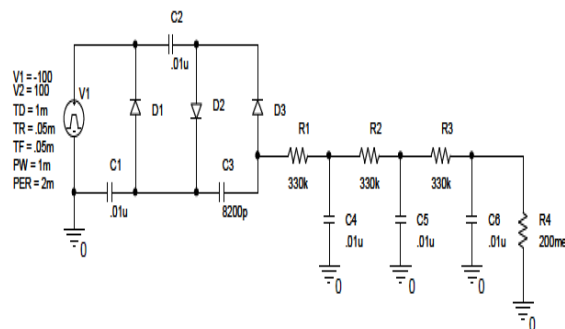 C2
.01u
V1 = -100
V2 = 100
TD = 1m
TR = .05m
TF = .05m
PW = 1m
PER = 2m
V1
D1
D2
D3
C1
.01u
C3
8200p
R1
330k
R2
330k
R3
330k
C4
.01u
C5
.01u
C6
.01u
R4
200me
0
0
0
0
0